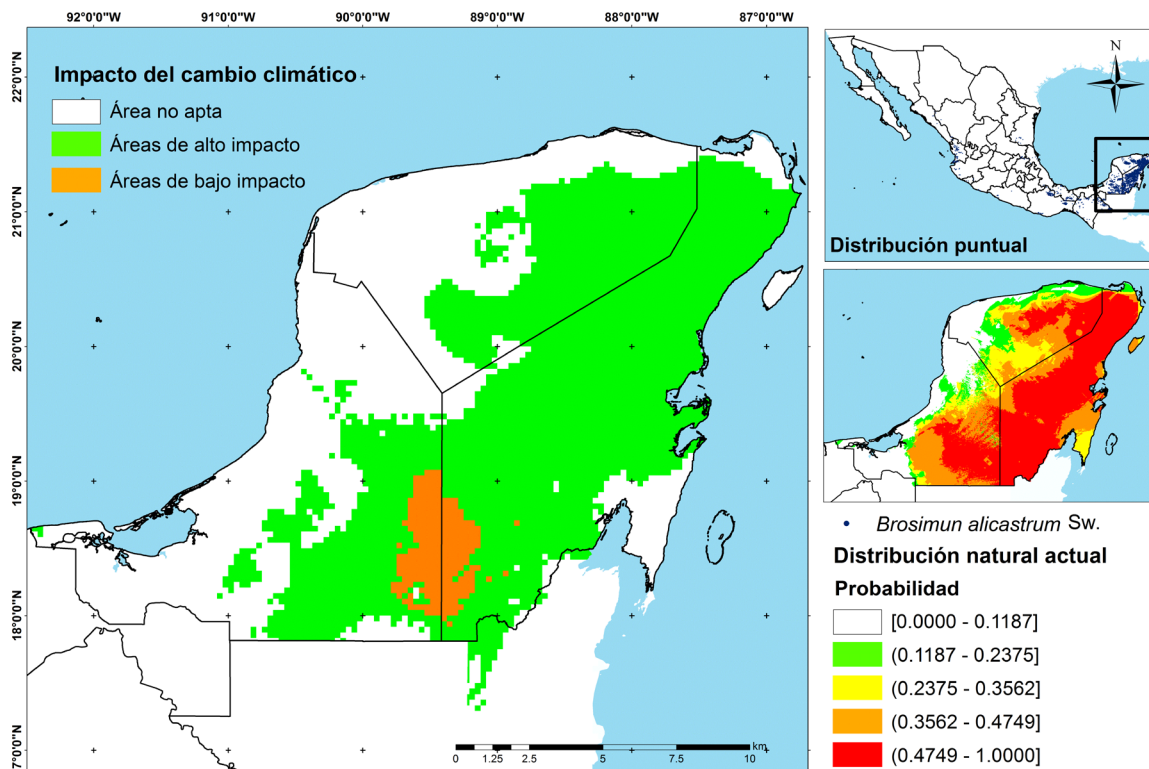 92°0'0"W 91°0'0"W 90°0'0"W 89°0'0"W 88°0'0"W 87°0'0"W
22°0'0"N
21°0'0"N
20°0'0"N
19°0'0"N
18°0'0"N
7°0'0"N
Impacto del cambio climático
Área no apta
Áreas de alto impacto
Áreas de bajo impacto
km
0 1.25 2.5 5 7.5 10
N
Distribución puntual
Brosimun alicastrum Sw.
Distribución natural actual
Probabilidad
[0.0000 - 0.1187]
(0.1187 - 0.2375]
(0.2375 - 0.3562]
(0.3562 - 0.4749]
(0.4749 - 1.0000]